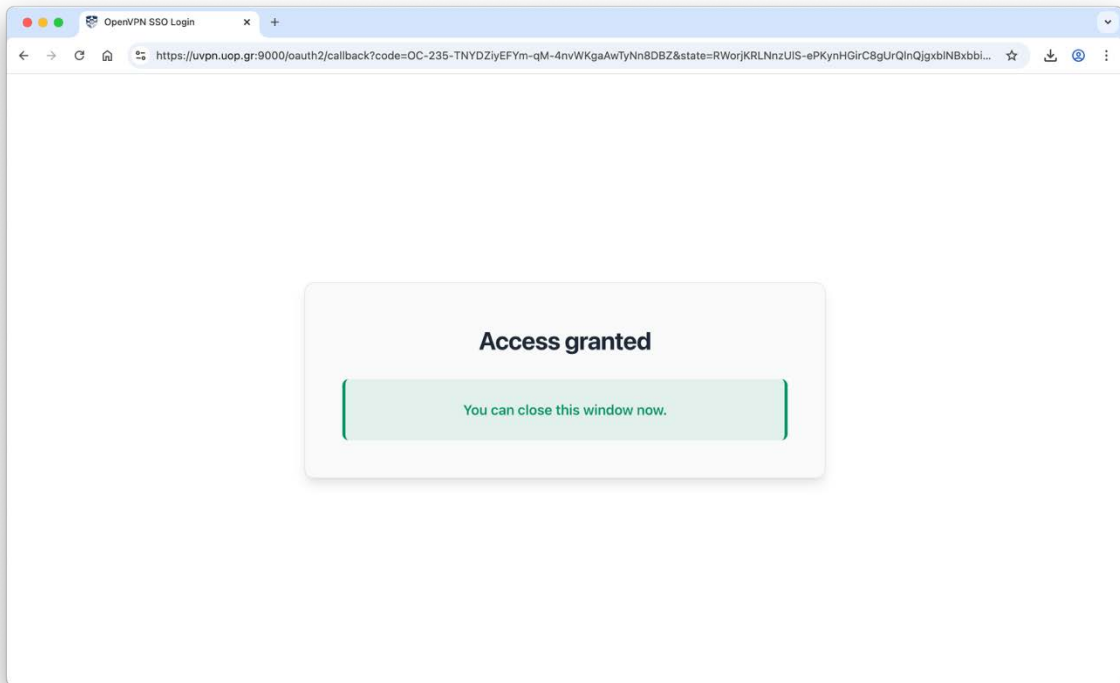 OpenVPN SSO Login
https://uvpn.uop.gr:9000/oauth2/callback?code=OC-235-TNYDZiyEFYm-qM-4nvWKgaAwTyNn8DBZ&state=RWorjKRLNnzUIS-ePKynHGirC8gUrQInQjgxbINBxbbi...
Access granted
You can close this window now.